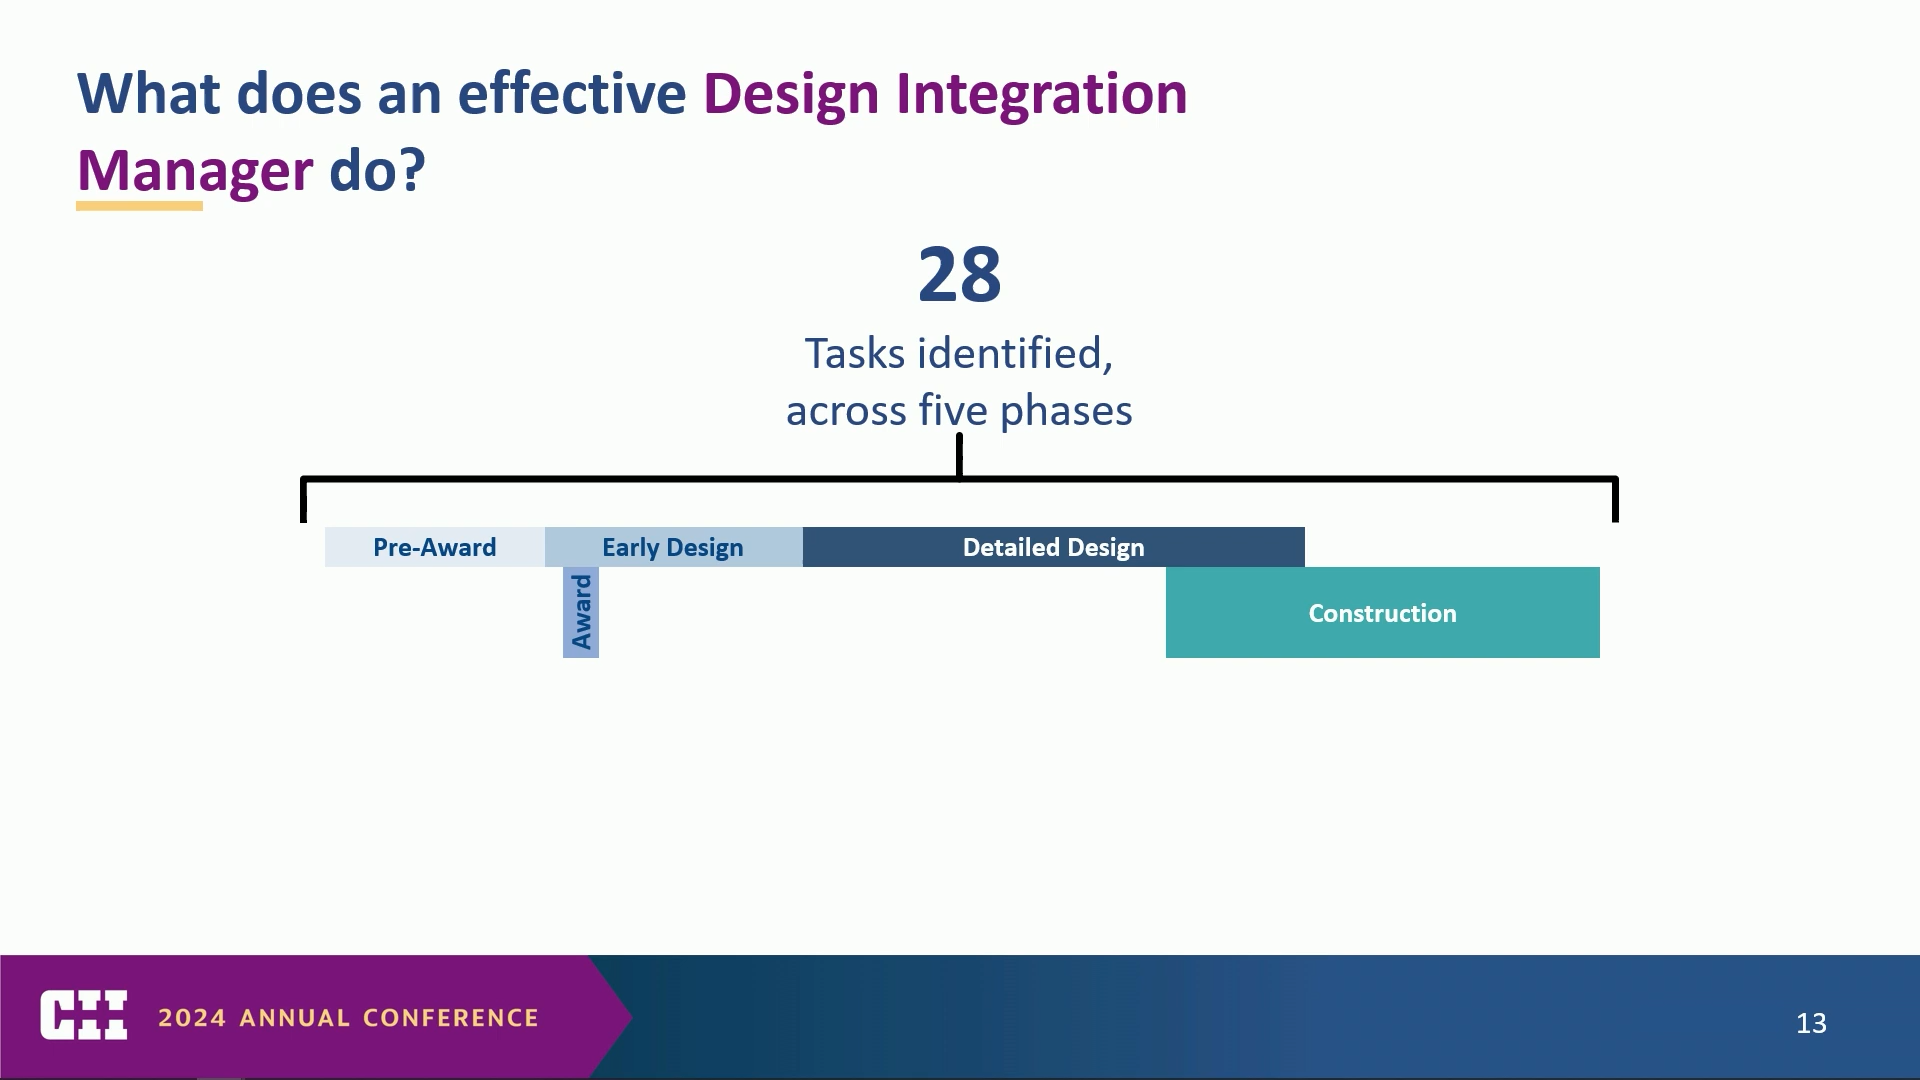 What does an effective Design Integration
Manager do?
28
Tasks identified,
across five phases
Pre-Award
Early Design
Detailed Design
Award
Construction
CII
2024 ANNUAL CONFERENCE
13